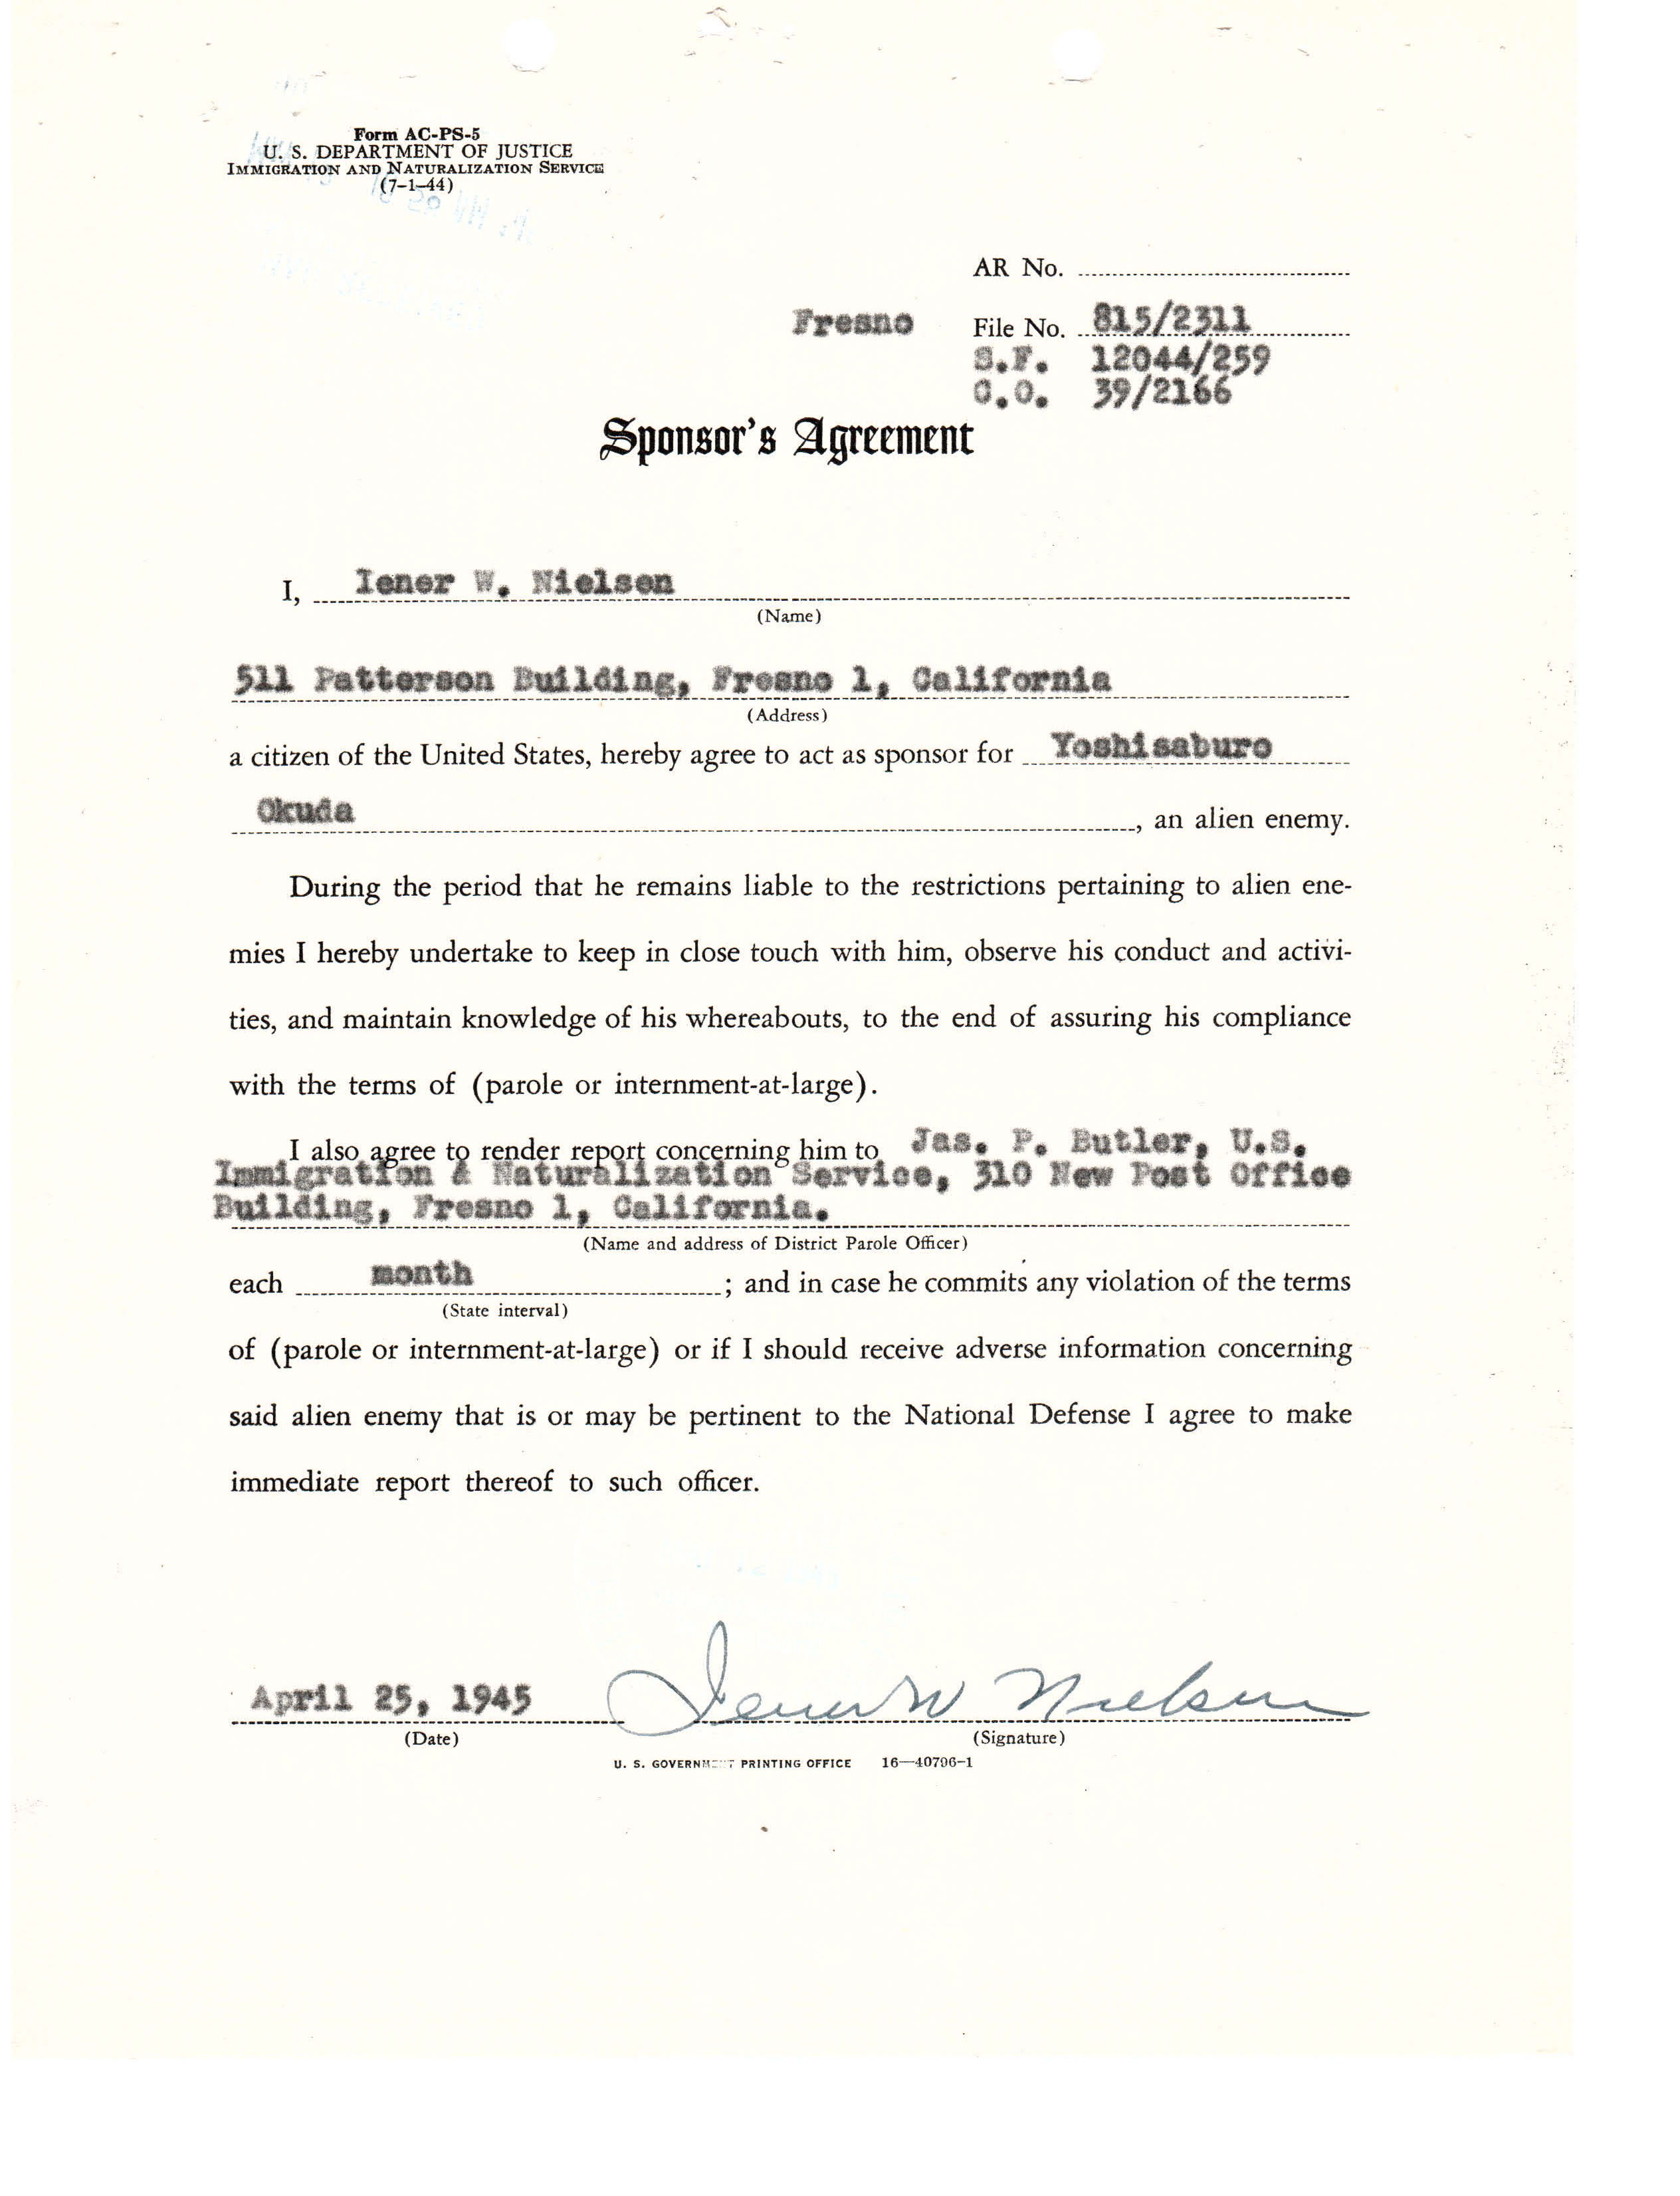 Form AC-PS-5
U. S. DEPARTMENT OF JUSTICE
IMMIGRATION AND NATURALIZATION SERVICE
(7-1-44)
AR No.
Fresno File No. 815/2311
S.F. 12044/259
C.O. 39/2166
Sponsor's Agreement
I, Iener W. Nielsen
(Name)
511 Patterson Building, Fresno 1, California
(Address)
a citizen of the United States, hereby agree to act as sponsor for Yoshisaburo
Okuda, an alien enemy.
During the period that he remains liable to the restrictions pertaining to alien ene-
mies I hereby undertake to keep in close touch with him, observe his conduct and activi-
ties, and maintain knowledge of his whereabouts, to the end of assuring his compliance
with the terms of (parole or internment-at-large).
I also agree to render report concerning him to Jas. P. Butler, U.S.
Immigration & Naturalization Service, 310 New Post Office
Building, Fresno 1, California.
(Name and address of District Parole Officer)
each month; and in case he commits any violation of the terms
(State interval)
of (parole or internment-at-large) or if I should receive adverse information concerning
said alien enemy that is or may be pertinent to the National Defense I agree to make
immediate report thereof to such officer.
April 25, 1945 Iener W Nielsen
(Date) (Signature)
U. S. GOVERNMENT PRINTING OFFICE 16—40796-1